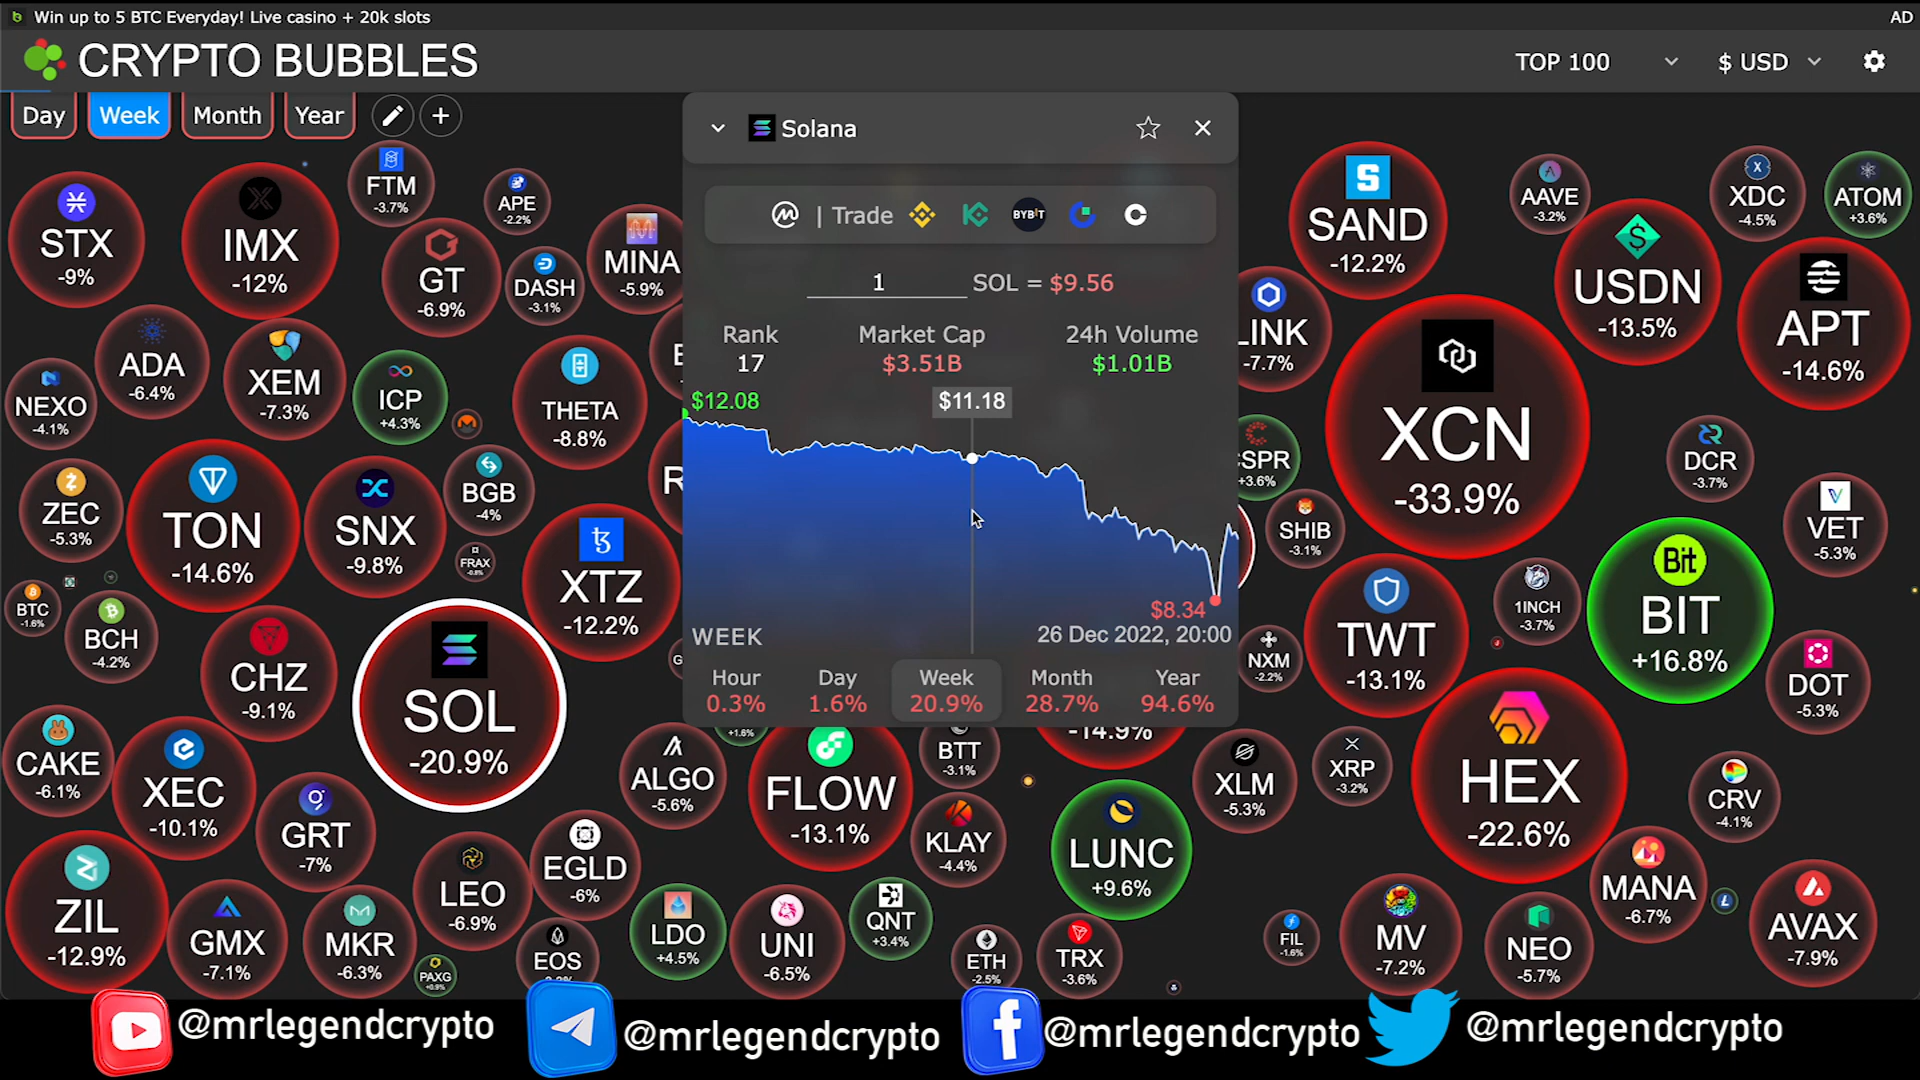 Win up to 5 BTC Everyday! Live casino + 20k slots
AD
CRYPTO BUBBLES
TOP 100
$ USD
Day
Week
Month
Year
Solana
| Trade
BYBIT
1
SOL = $9.56
Rank
Market Cap
24h Volume
17
$3.51B
$1.01B
$12.08
$11.18
$8.34
WEEK
26 Dec 2022, 20:00
Hour
Day
Week
Month
Year
0.3%
1.6%
20.9%
28.7%
94.6%
STX
-9%
IMX
-12%
FTM
-3.7%
APE
-2.2%
GT
-6.9%
DASH
-3.1%
MINA
-5.9%
SAND
-12.2%
AAVE
-3.2%
XDC
-4.5%
ATOM
+3.6%
USDN
-13.5%
APT
-14.6%
LINK
-7.7%
ADA
-6.4%
XEM
-7.3%
NEXO
-4.1%
ICP
+4.3%
THETA
-8.8%
XCN
-33.9%
DCR
-3.7%
CSPR
+3.6%
SHIB
-3.1%
VET
-5.3%
ZEC
-5.3%
TON
-14.6%
SNX
-9.8%
BGB
-4%
FRAX
-0.8%
XTZ
-12.2%
Bit
BIT
+16.8%
1INCH
-3.7%
TWT
-13.1%
NXM
-2.2%
DOT
-5.3%
BTC
-1.6%
BCH
-4.2%
CHZ
-9.1%
SOL
-20.9%
CAKE
-6.1%
XEC
-10.1%
GRT
-7%
ALGO
-5.6%
+1.6%
FLOW
-13.1%
BTT
-3.1%
-14.9%
XLM
-5.3%
XRP
-3.2%
HEX
-22.6%
CRV
-4.1%
KLAY
-4.4%
LUNC
+9.6%
LEO
-6.9%
EGLD
-6%
ZIL
-12.9%
GMX
-7.1%
MKR
-6.3%
PAXG
+0.9%
EOS
LDO
+4.5%
UNI
-6.5%
QNT
+3.4%
ETH
-2.5%
TRX
-3.6%
FIL
-1.6%
MV
-7.2%
NEO
-5.7%
MANA
-6.7%
AVAX
-7.9%
@mrlegendcrypto
@mrlegendcrypto
@mrlegendcrypto
@mrlegendcrypto